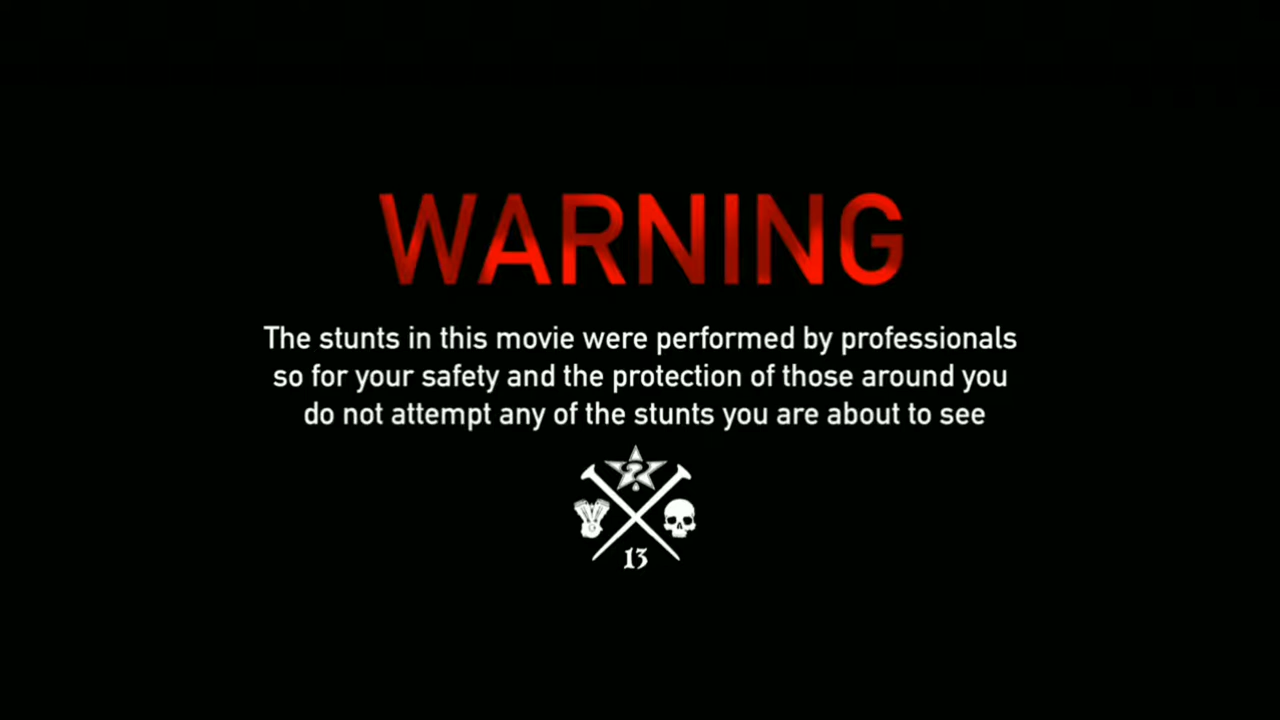 WARNING
The stunts in this movie were performed by professionals
so for your safety and the protection of those around you
do not attempt any of the stunts you are about to see
?
13